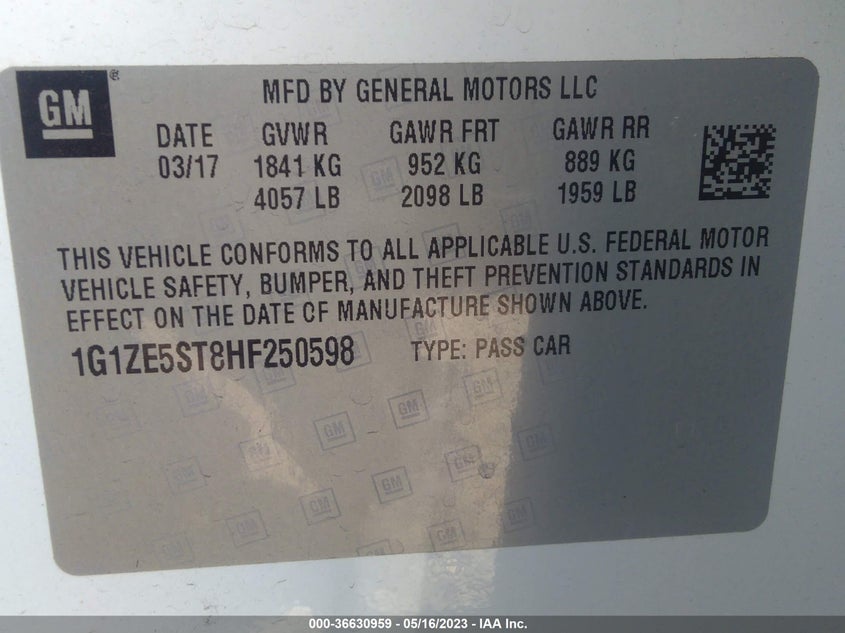 GM®
MFD BY GENERAL MOTORS LLC
DATE GVWR GAWR FRT GAWR RR
03/17 1841 KG 952 KG 889 KG
4057 LB 2098 LB 1959 LB
THIS VEHICLE CONFORMS TO ALL APPLICABLE U.S. FEDERAL MOTOR
VEHICLE SAFETY, BUMPER, AND THEFT PREVENTION STANDARDS IN
EFFECT ON THE DATE OF MANUFACTURE SHOWN ABOVE.
1G1ZE5ST8HF250598 TYPE: PASS CAR
000-36630959 - 05/16/2023 - IAA Inc.